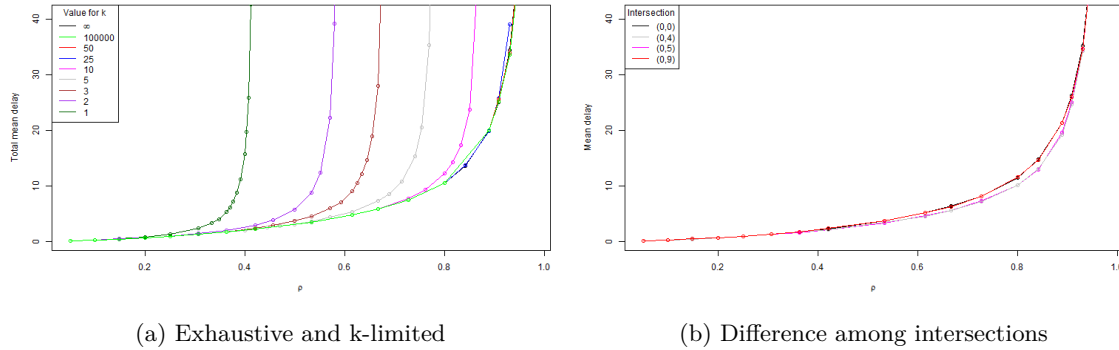 Value for k
∞
100000
50
25
10
5
3
2
1
Total mean delay
0 10 20 30 40
0.2 0.4 0.6 0.8 1.0
ρ
(a) Exhaustive and k-limited
Intersection
(0,0)
(0,4)
(0,5)
(0,9)
Mean delay
0 10 20 30 40
0.2 0.4 0.6 0.8 1.0
ρ
(b) Difference among intersections